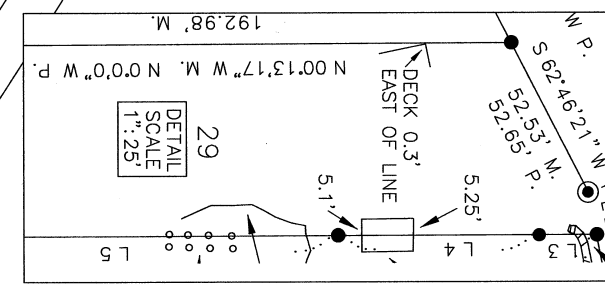 192.98' M.
N 00°13'17" W M. N 0°0'0" W P.
W P.
S 62°46'21" W
52.53' M.
52.65' P.
DECK 0.3'
EAST OF LINE
DETAIL
SCALE
1":25'
29
5.1'
5.25'
L5
L4
L3